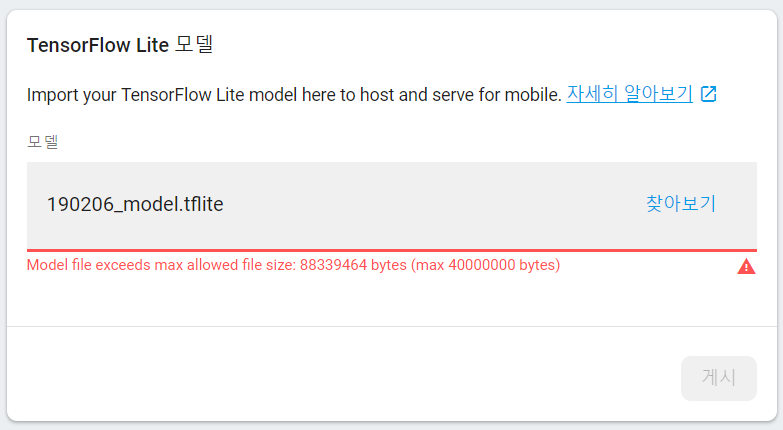 TensorFlow Lite 모델
Import your TensorFlow Lite model here to host and serve for mobile. 자세히 알아보기
모델
190206_model.tflite 찾아보기
Model file exceeds max allowed file size: 88339464 bytes (max 40000000 bytes)
게시